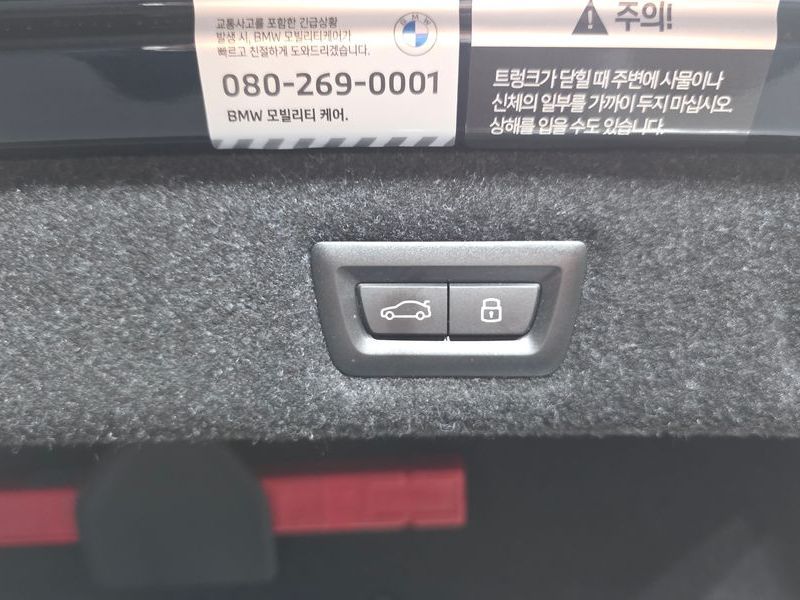 교통사고를 포함한 긴급상황
발생 시, BMW 모빌리티케어가
빠르고 친절하게 도와드리겠습니다.
BMW
080-269-0001
BMW 모빌리티 케어.
주의!
트렁크가 닫힐 때 주변에 사물이나
신체의 일부를 가까이 두지 마십시오.
상해를 입을 수도 있습니다.